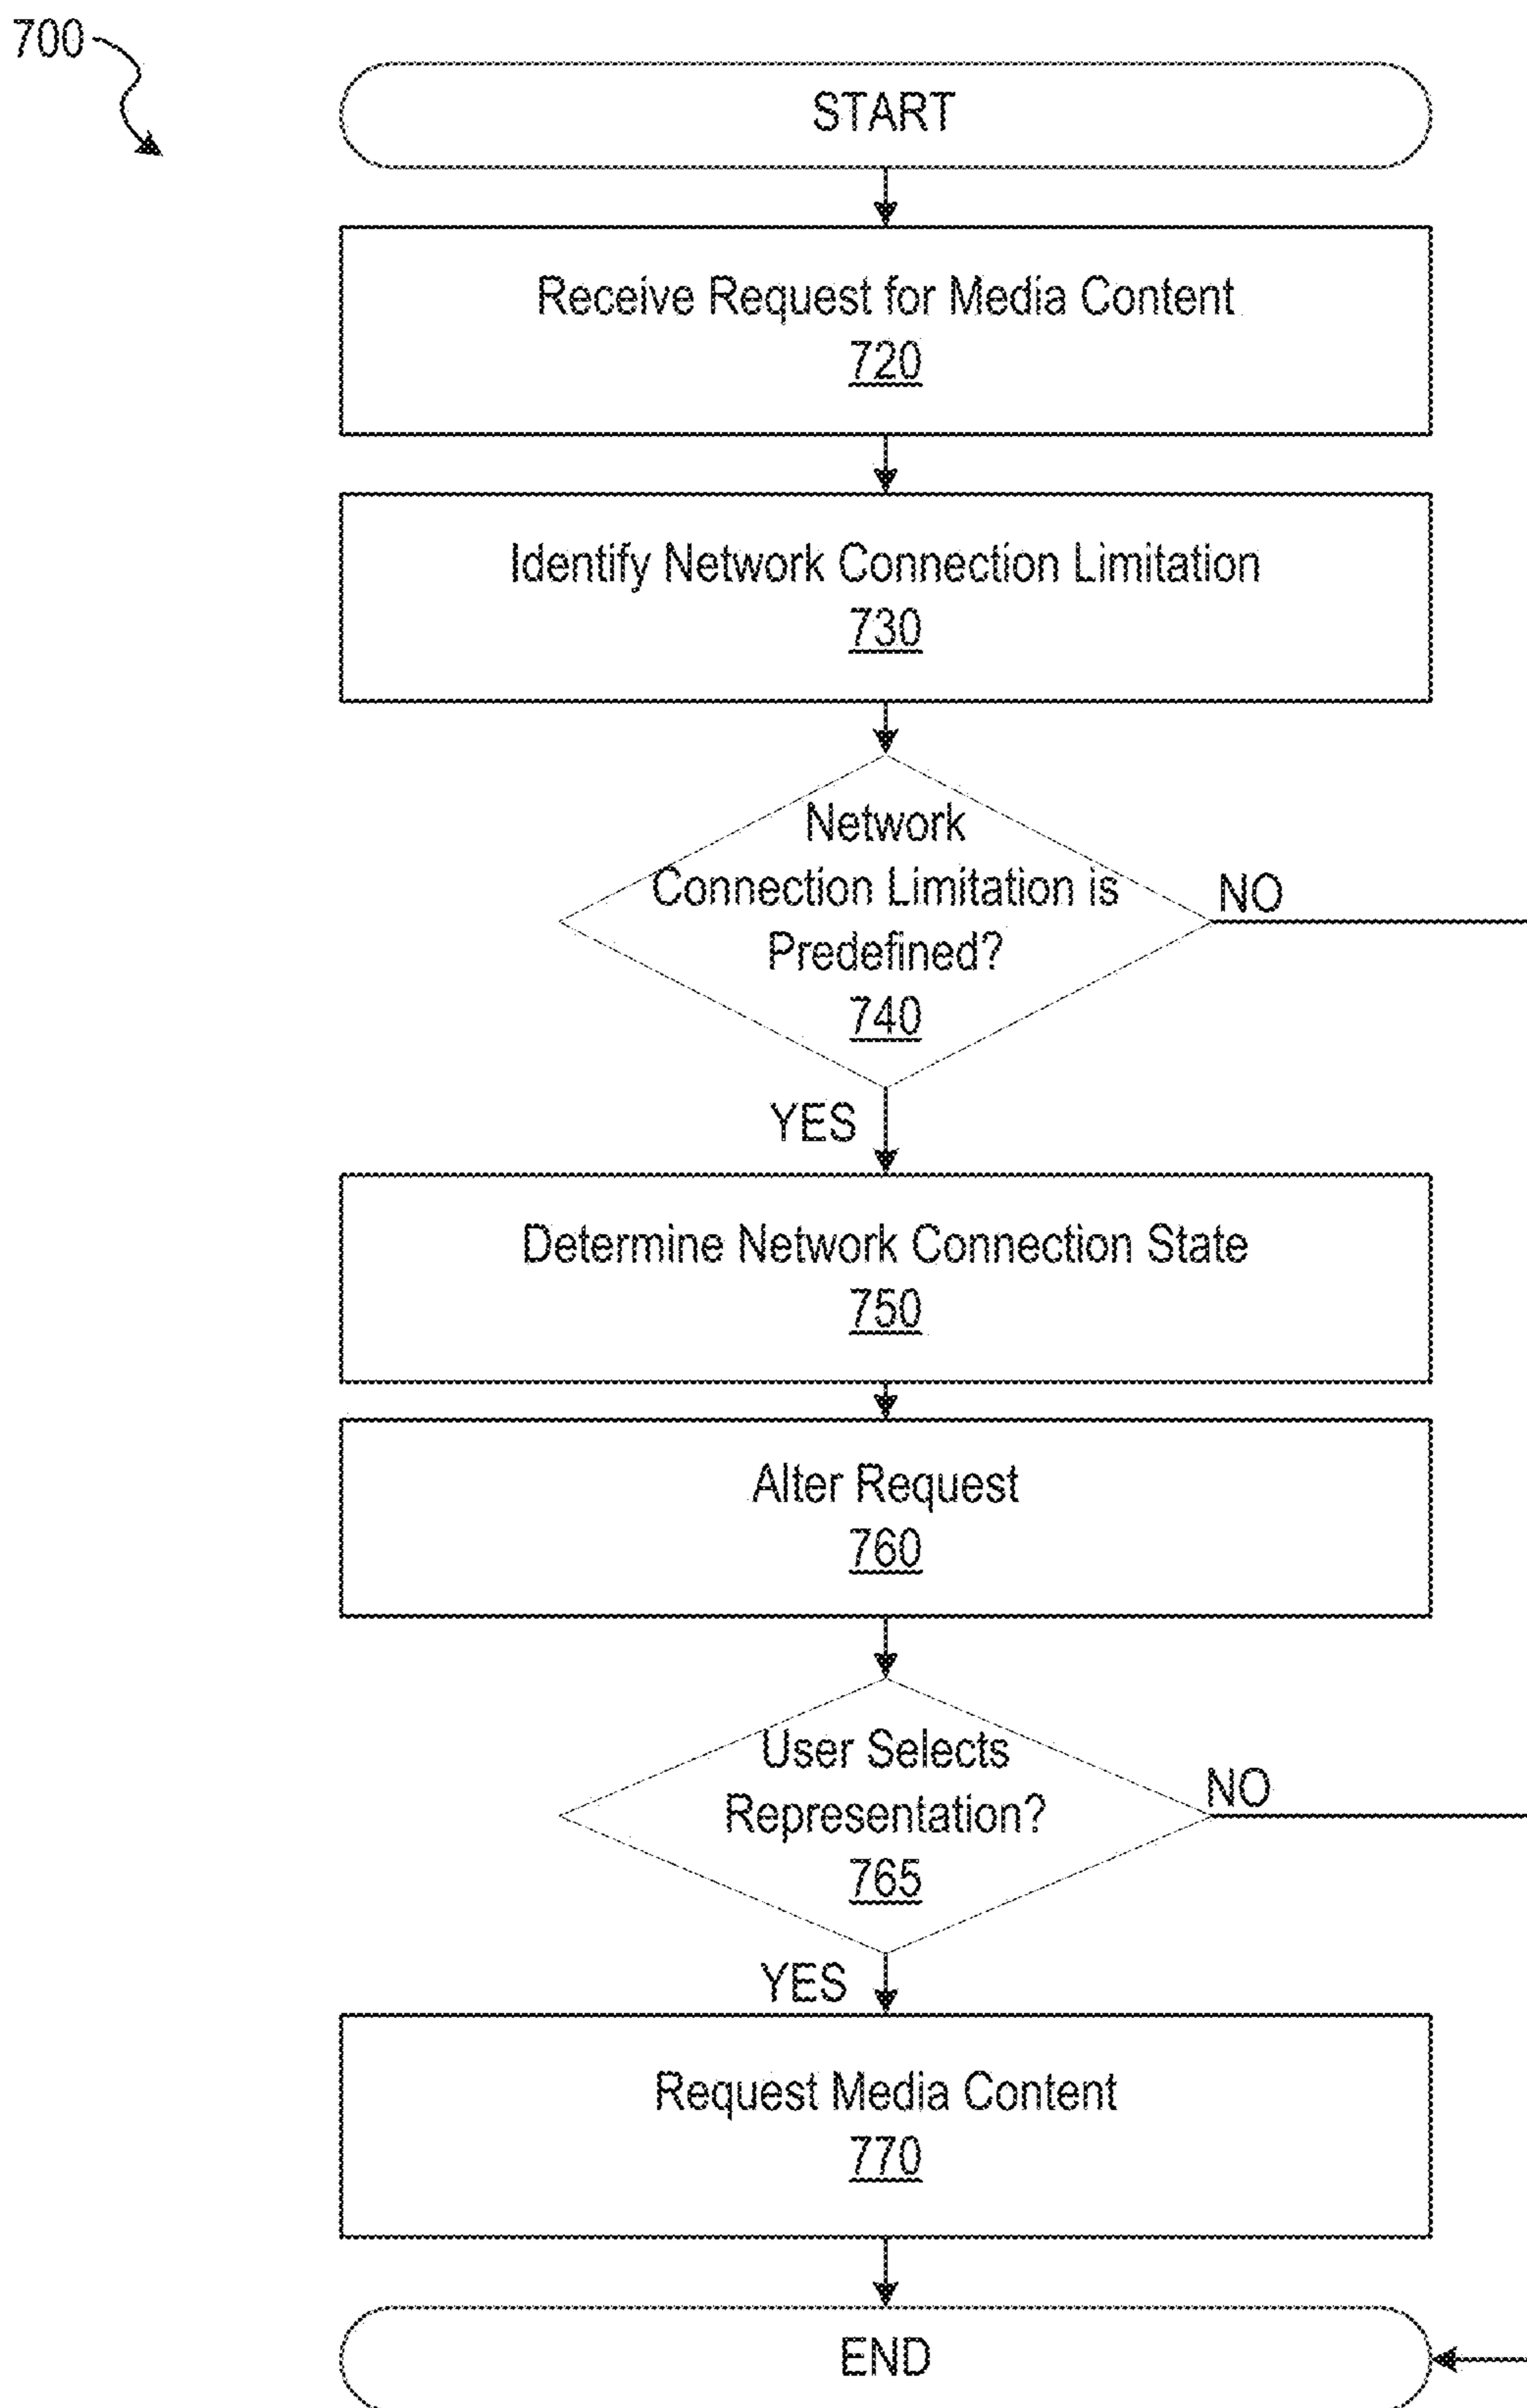 700
START
Receive Request for Media Content
720
Identify Network Connection Limitation
730
Network
Connection Limitation is
Predefined?
740
NO
YES
Determine Network Connection State
750
Alter Request
760
User Selects
Representation?
765
NO
YES
Request Media Content
770
END